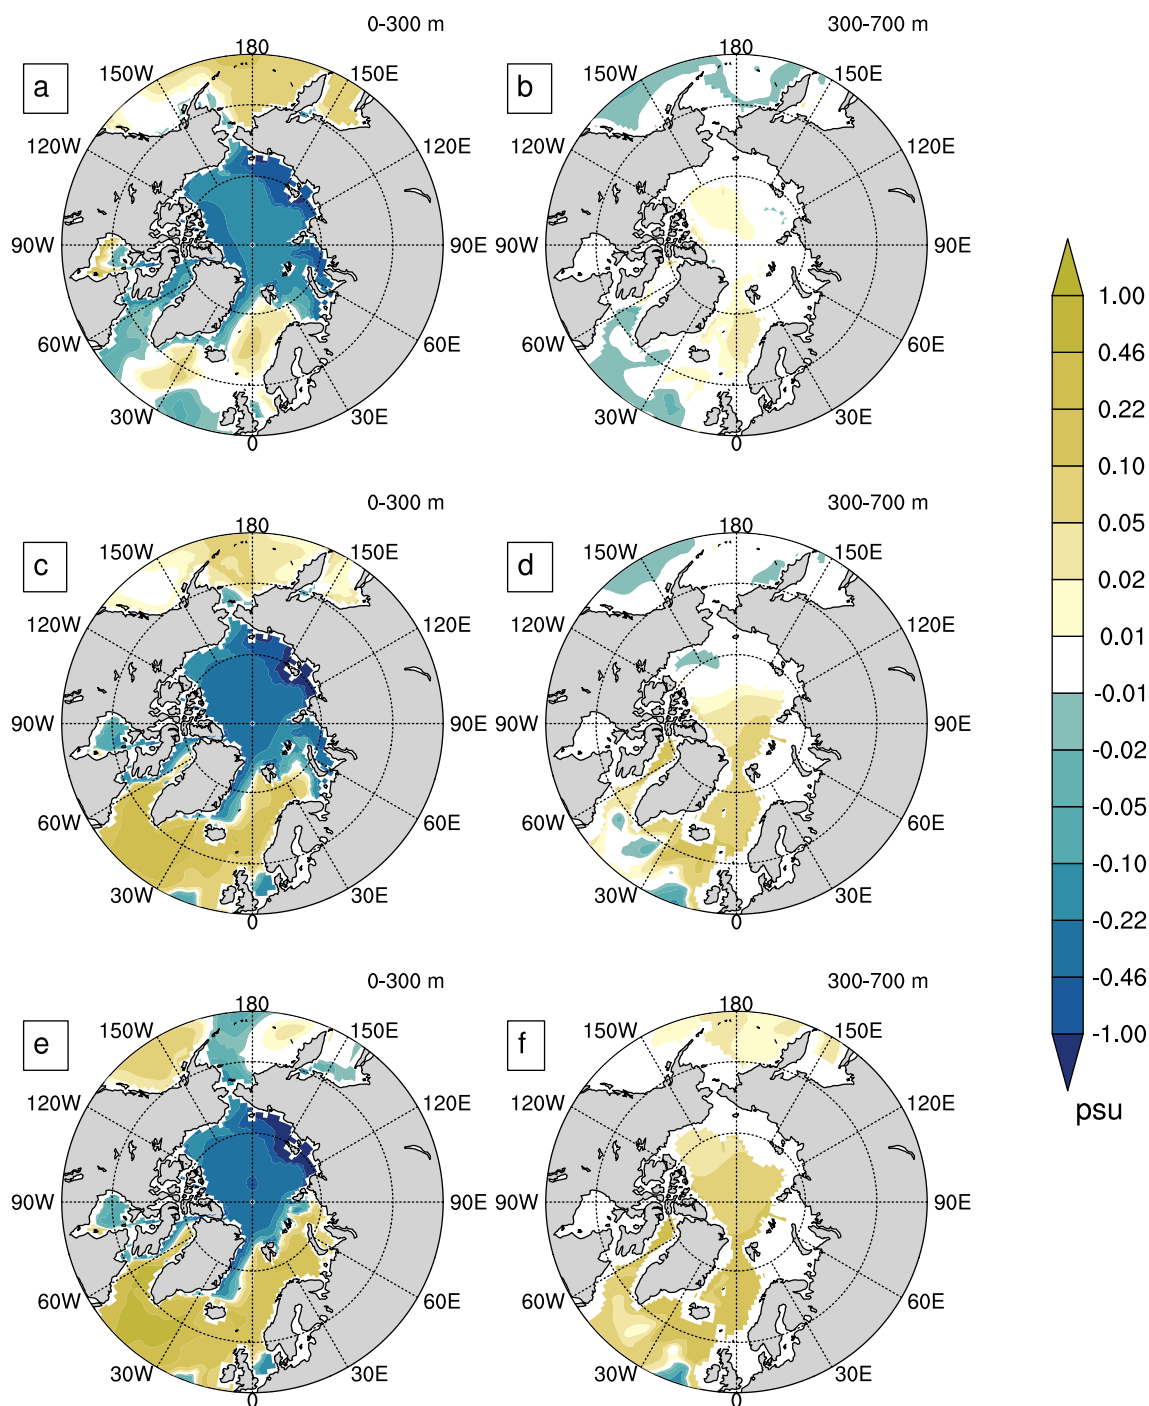 0-300 m
300-700 m
a
180
150W
150E
120W
120E
90W
90E
60W
60E
30W
30E
0
b
180
150W
150E
120W
120E
90W
90E
60W
60E
30W
30E
0
0-300 m
300-700 m
c
180
150W
150E
120W
120E
90W
90E
60W
60E
30W
30E
0
d
180
150W
150E
120W
120E
90W
90E
60W
60E
30W
30E
0
0-300 m
300-700 m
e
180
150W
150E
120W
120E
90W
90E
60W
60E
30W
30E
0
f
180
150W
150E
120W
120E
90W
90E
60W
60E
30W
30E
0
1.00
0.46
0.22
0.10
0.05
0.02
0.01
-0.01
-0.02
-0.05
-0.10
-0.22
-0.46
-1.00
psu